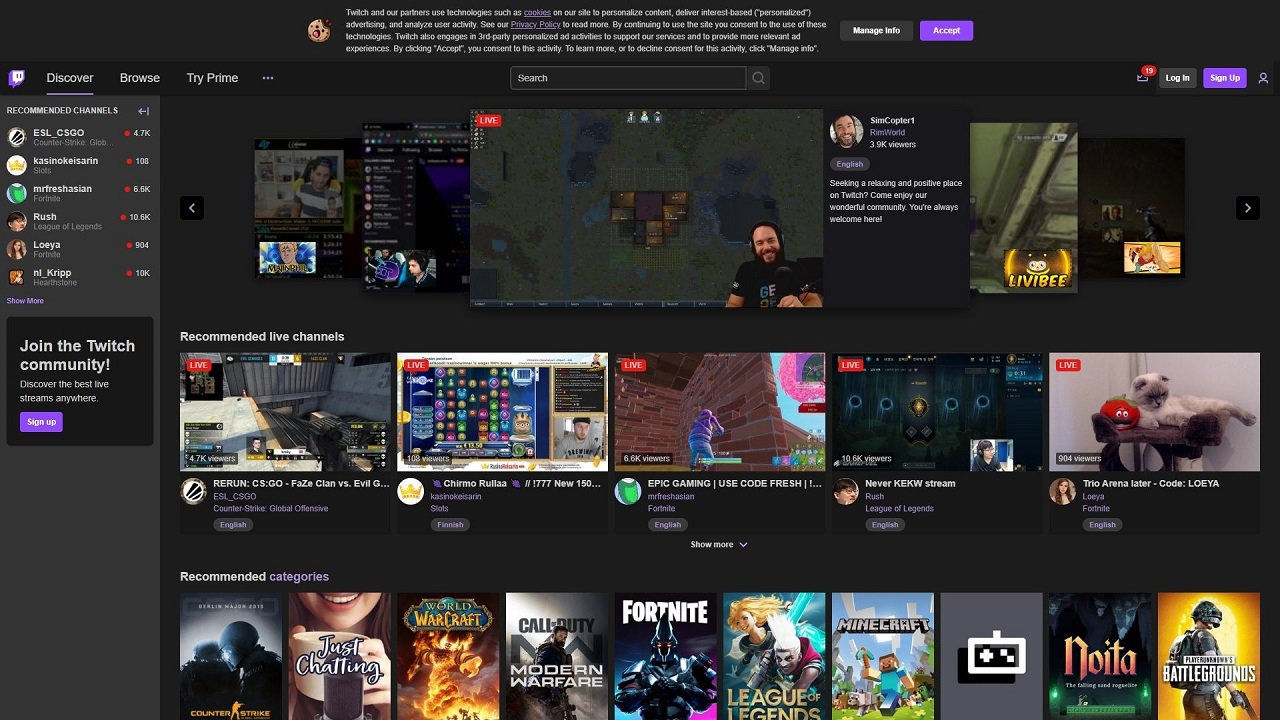 Twitch and our partners use technologies such as cookies on our site to personalize content, deliver interest-based ("personalized")
advertising, and analyze user activity. See our Privacy Policy to read more. By continuing to use the site you consent to the use of these
technologies. Twitch also engages in 3rd-party personalized ad activities to support our services and to provide more relevant ad
experiences. By clicking "Accept", you consent to this acivity. To learn more, or to decline consent for this acivity, click "Manage info".
Manage Info
Accept
Discover
Browse
Try Prime
Search
19
Log In
Sign Up
RECOMMENDED CHANNELS
ESL_CSGO
4.7K
Counter-Strike: Glob...
kasinokeisarin
108
Slots
mrfreshasian
6.6K
Fortnite
Rush
10.6K
League of Legends
Loeya
904
Fortnite
nl_Kripp
10K
Hearthstone
Show More
Join the Twitch
community!
Discover the best live
streams anywhere.
Sign up
LIVE
SimCopter1
RimWorld
3.9K viewers
English
Seeking a relaxing and positive place
on Twitch? Come enjoy our
wonderful community. You're always
welcome here!
LIVIBEE
Recommended live channels
LIVE
4.7K viewers
RERUN: CS:GO - FaZe Clan vs. Evil G...
ESL_CSGO
Counter-Strike: Global Offensive
English
LIVE
108 viewers
Chirmo Rullaa // !777 New 150...
kasinokeisarin
Slots
Finnish
LIVE
6.6K viewers
EPIC GAMING | USE CODE FRESH | !...
mrfreshasian
Fortnite
English
LIVE
10.6K viewers
Never KEKW stream
Rush
League of Legends
English
LIVE
904 viewers
Trio Arena later - Code: LOEYA
Loeya
Fortnite
English
Show more
Recommended categories
BERLIN MAJOR 2019
COUNTER STRIKE
Just
Chatting
WORLD
WARCRAFT
CALL OF DUTY
MODERN
WARFARE
FORTNITE
LEAGUE OF
LEGENDS
MINECRAFT
Noita
The falling sand roguelite
PLAYERUNKNOWN'S
BATTLEGROUNDS